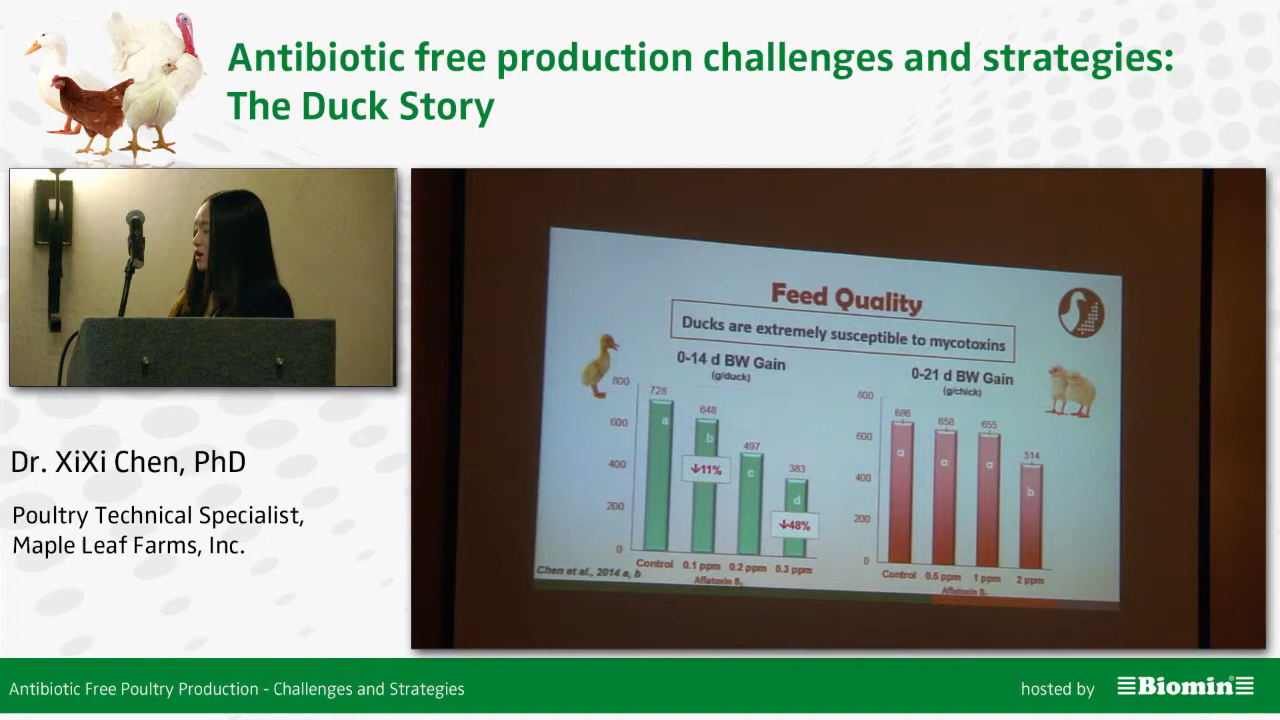 Antibiotic free production challenges and strategies:
The Duck Story
Feed Quality
Ducks are extremely susceptible to mycotoxins
0-14 d BW Gain
(g/duck)
800
600
400
200
0
728
648
497
383
a
b
c
d
↓11%
↓48%
Control 0.1 ppm 0.2 ppm 0.3 ppm
Aflatoxin B₁
Chen et al., 2014 a, b
0-21 d BW Gain
(g/chick)
800
600
400
200
0
686
658
655
514
a
a
a
b
Control 0.5 ppm 1 ppm 2 ppm
Aflatoxin B₁
Dr. XiXi Chen, PhD
Poultry Technical Specialist,
Maple Leaf Farms, Inc.
Antibiotic Free Poultry Production - Challenges and Strategies
hosted by Biomin®